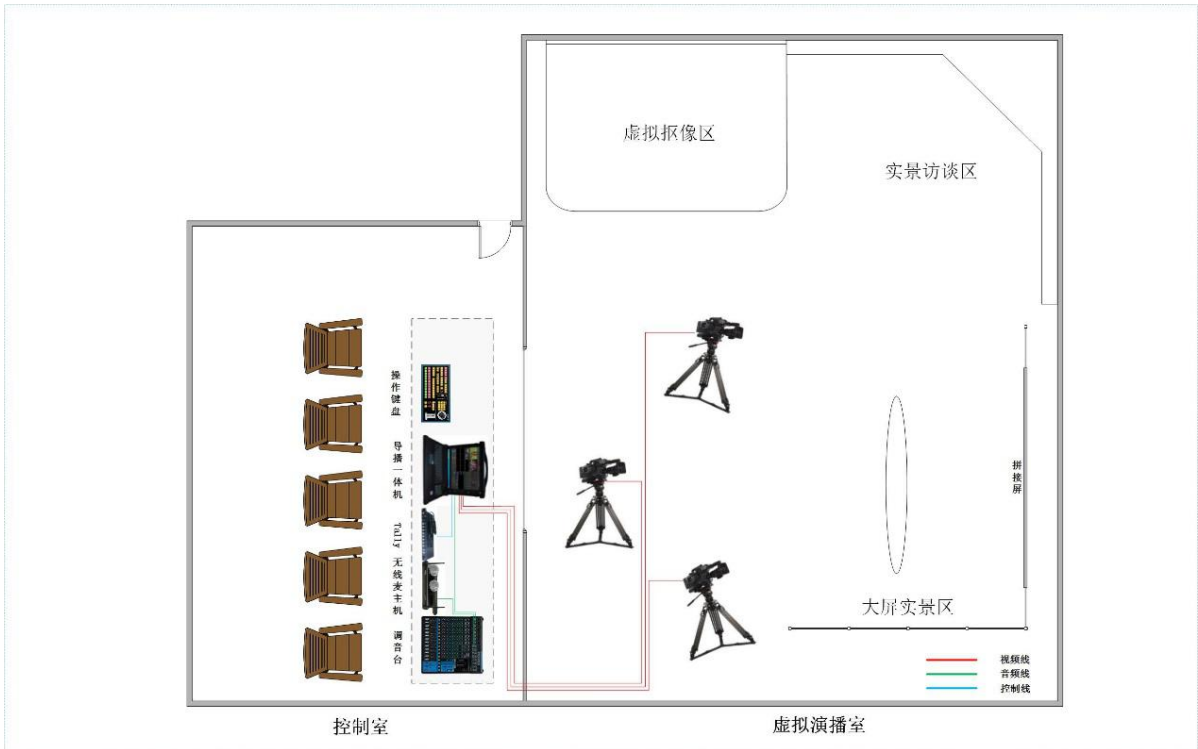 虚拟抠像区
实景访谈区
操作键盘
导播一体机
Tally
无线麦主机
调音台
拼接屏
大屏实景区
视频线
音频线
控制线
控制室
虚拟演播室